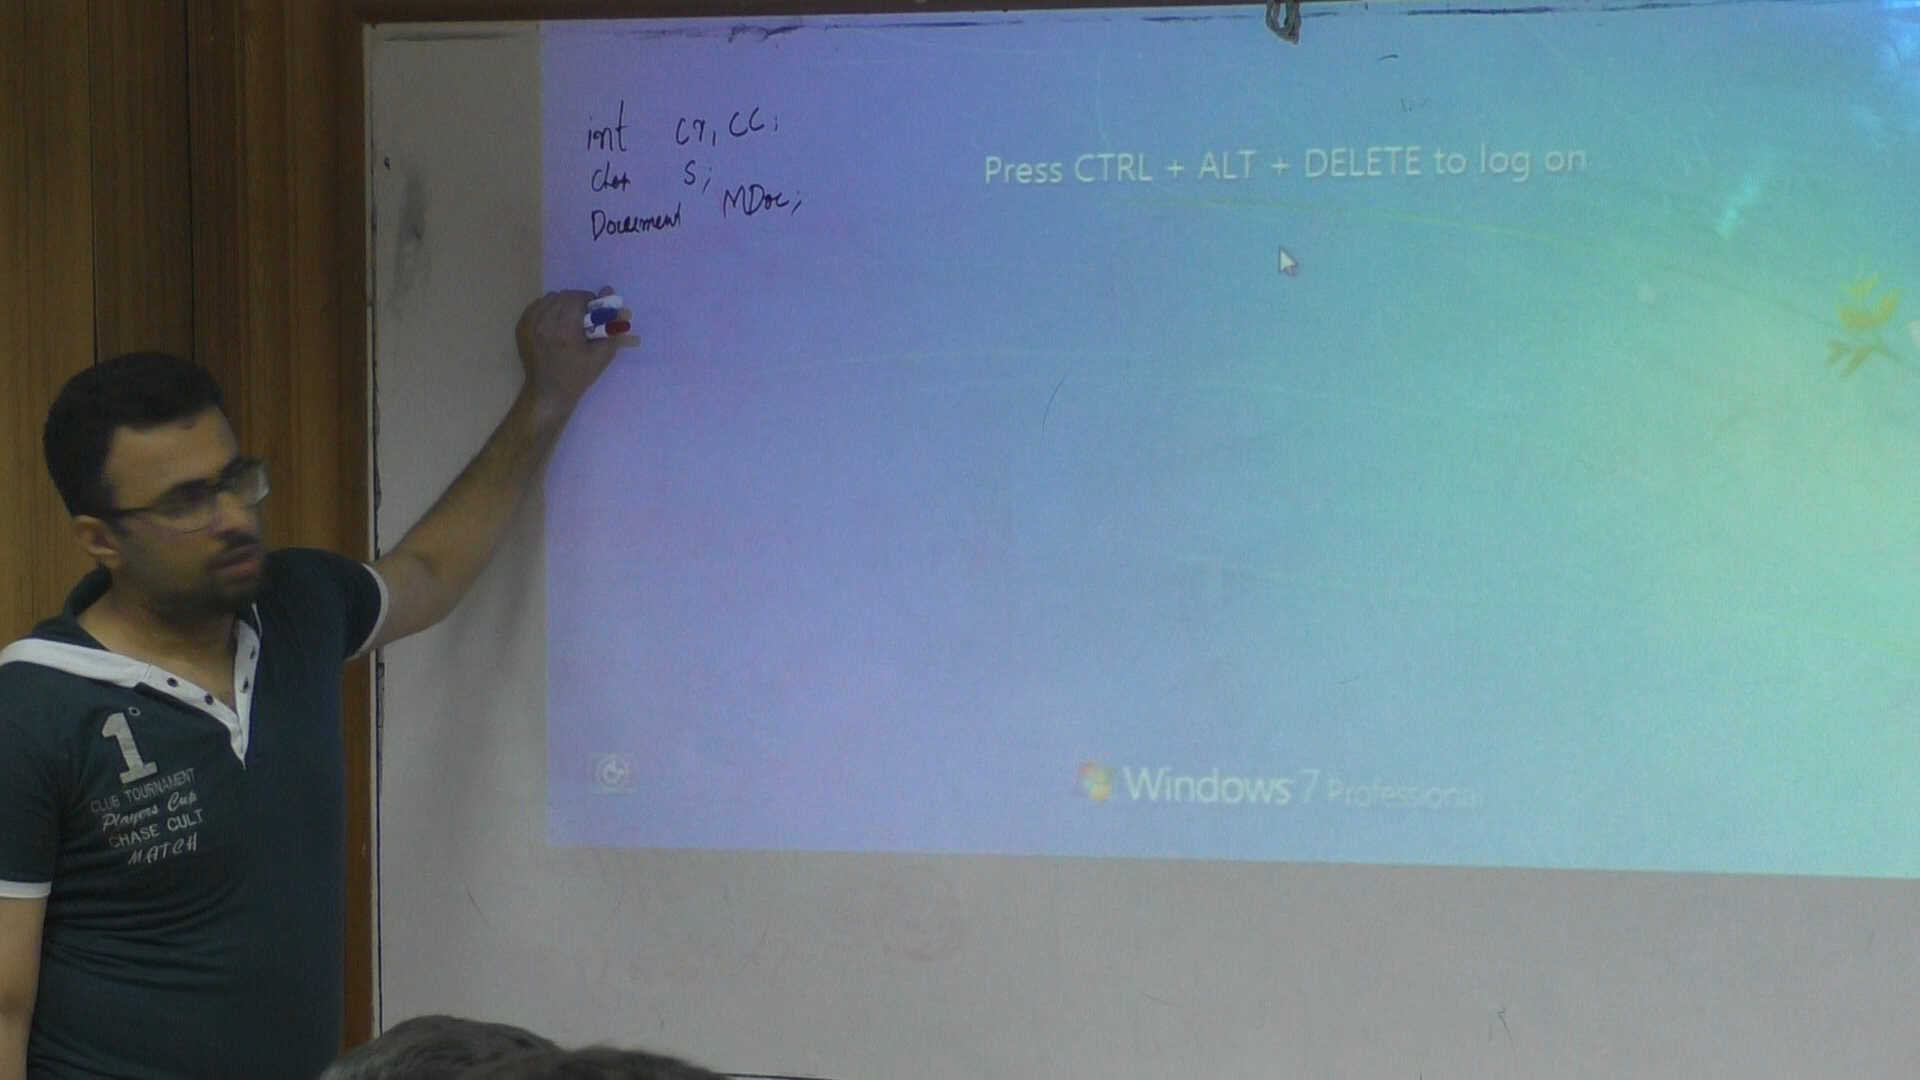 int cr, CC;
char S;
Document MDoc;
Press CTRL + ALT + DELETE to log on
Windows 7 Professional
1
CLUB TOURNAMENT
Players Cup
CHASE CULT
MATCH